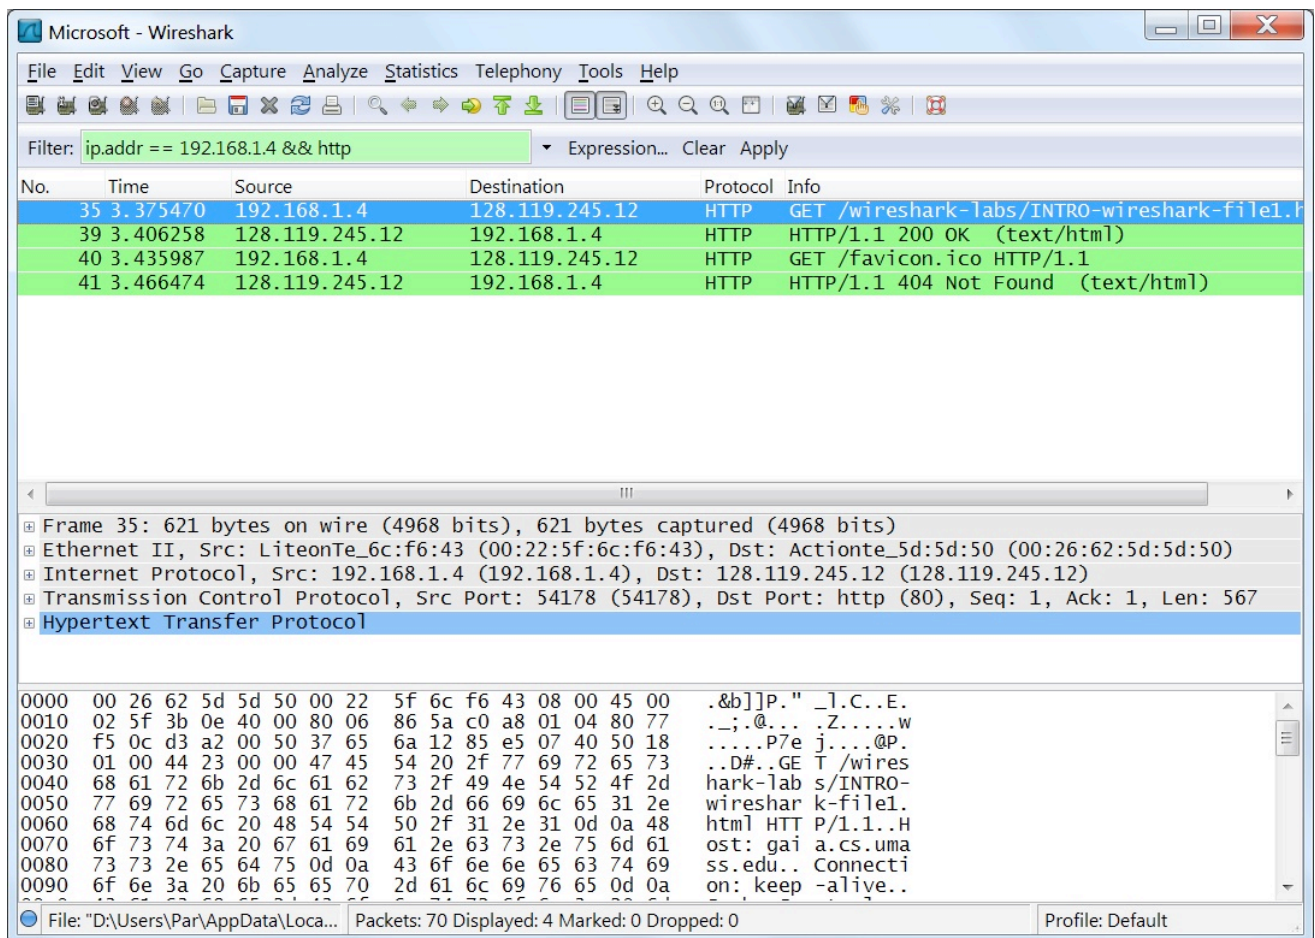 Microsoft - Wireshark
File Edit View Go Capture Analyze Statistics Telephony Tools Help
Filter: ip.addr == 192.168.1.4 && http Expression... Clear Apply
No. Time Source Destination Protocol Info
35 3.375470 192.168.1.4 128.119.245.12 HTTP GET /wireshark-labs/INTRO-wireshark-file1.h
39 3.406258 128.119.245.12 192.168.1.4 HTTP HTTP/1.1 200 OK (text/html)
40 3.435987 192.168.1.4 128.119.245.12 HTTP GET /favicon.ico HTTP/1.1
41 3.466474 128.119.245.12 192.168.1.4 HTTP HTTP/1.1 404 Not Found (text/html)
Frame 35: 621 bytes on wire (4968 bits), 621 bytes captured (4968 bits)
Ethernet II, Src: LiteonTe_6c:f6:43 (00:22:5f:6c:f6:43), Dst: Actionte_5d:5d:50 (00:26:62:5d:5d:50)
Internet Protocol, Src: 192.168.1.4 (192.168.1.4), Dst: 128.119.245.12 (128.119.245.12)
Transmission Control Protocol, Src Port: 54178 (54178), Dst Port: http (80), Seq: 1, Ack: 1, Len: 567
Hypertext Transfer Protocol
0000 00 26 62 5d 5d 50 00 22 5f 6c f6 43 08 00 45 00 .&b]]P." _l.C..E.
0010 02 5f 3b 0e 40 00 80 06 86 5a c0 a8 01 04 80 77 ._;.@... .Z.....w
0020 f5 0c d3 a2 00 50 37 65 6a 12 85 e5 07 40 50 18 .....P7e j....@P.
0030 01 00 44 23 00 00 47 45 54 20 2f 77 69 72 65 73 ..D#..GE T /wires
0040 68 61 72 6b 2d 6c 61 62 73 2f 49 4e 54 52 4f 2d hark-lab s/INTRO-
0050 77 69 72 65 73 68 61 72 6b 2d 66 69 6c 65 31 2e wireshar k-file1.
0060 68 74 6d 6c 20 48 54 54 50 2f 31 2e 31 0d 0a 48 html HTT P/1.1..H
0070 6f 73 74 3a 20 67 61 69 61 2e 63 73 2e 75 6d 61 ost: gai a.cs.uma
0080 73 73 2e 65 64 75 0d 0a 43 6f 6e 6e 65 63 74 69 ss.edu.. Connecti
0090 6f 6e 3a 20 6b 65 65 70 2d 61 6c 69 76 65 0d 0a on: keep -alive..
File: "D:\Users\Par\AppData\Loca... Packets: 70 Displayed: 4 Marked: 0 Dropped: 0 Profile: Default